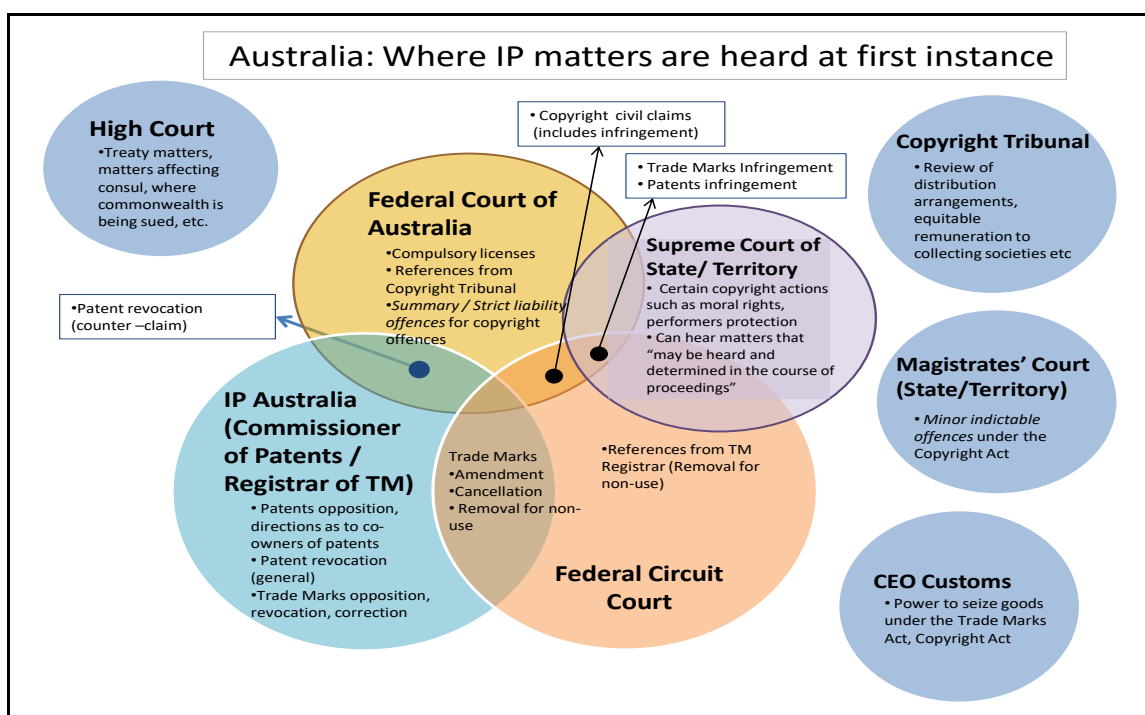 Australia: Where IP matters are heard at first instance
High Court
•Treaty matters,
matters affecting
consul, where
commonwealth is
being sued, etc.
• Copyright civil claims
(includes infringement)
• Trade Marks Infringement
• Patents infringement
Copyright Tribunal
• Review of
distribution
arrangements,
equitable
remuneration to
collecting societies etc
Federal Court of
Australia
•Compulsory licenses
• References from
Copyright Tribunal
•Summary / Strict liability
offences for copyright
offences
Supreme Court of
State/ Territory
• Certain copyright actions
such as moral rights,
performers protection
• Can hear matters that
“may be heard and
determined in the course of
proceedings”
•Patent revocation
(counter –claim)
Magistrates’ Court
(State/Territory)
• Minor indictable
offences under the
Copyright Act
IP Australia
(Commissioner
of Patents /
Registrar of TM)
• Patents opposition,
directions as to co-
owners of patents
• Patent revocation
(general)
•Trade Marks opposition,
revocation, correction
Trade Marks
•Amendment
•Cancellation
• Removal for non-
use
•References from TM
Registrar (Removal for
non-use)
Federal Circuit
Court
CEO Customs
• Power to seize goods
under the Trade Marks
Act, Copyright Act